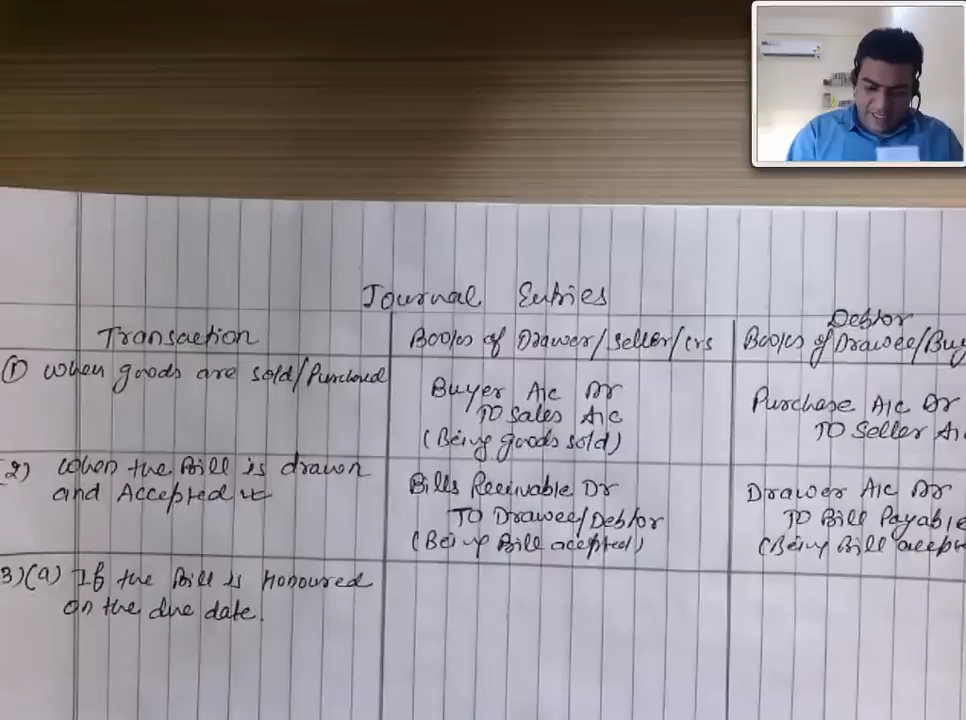 Journal Entries
Transaction
Books of Drawer/seller/crs
Debtor
Books of Drawee/Buy
(1) when goods are sold/Purchased
Buyer A/c Dr
TO Sales A/c
(Being goods sold)
Purchase A/c Dr
TO Seller A/
2) when the Bill is drawn
and Accepted
Bills Receivable Dr
TO Drawee/Debtor
(Being Bill accepted)
Drawer A/c Dr
TO Bill Payable
(Being Bill accep
3)(a) If the Bill is Honoured
on the due date.